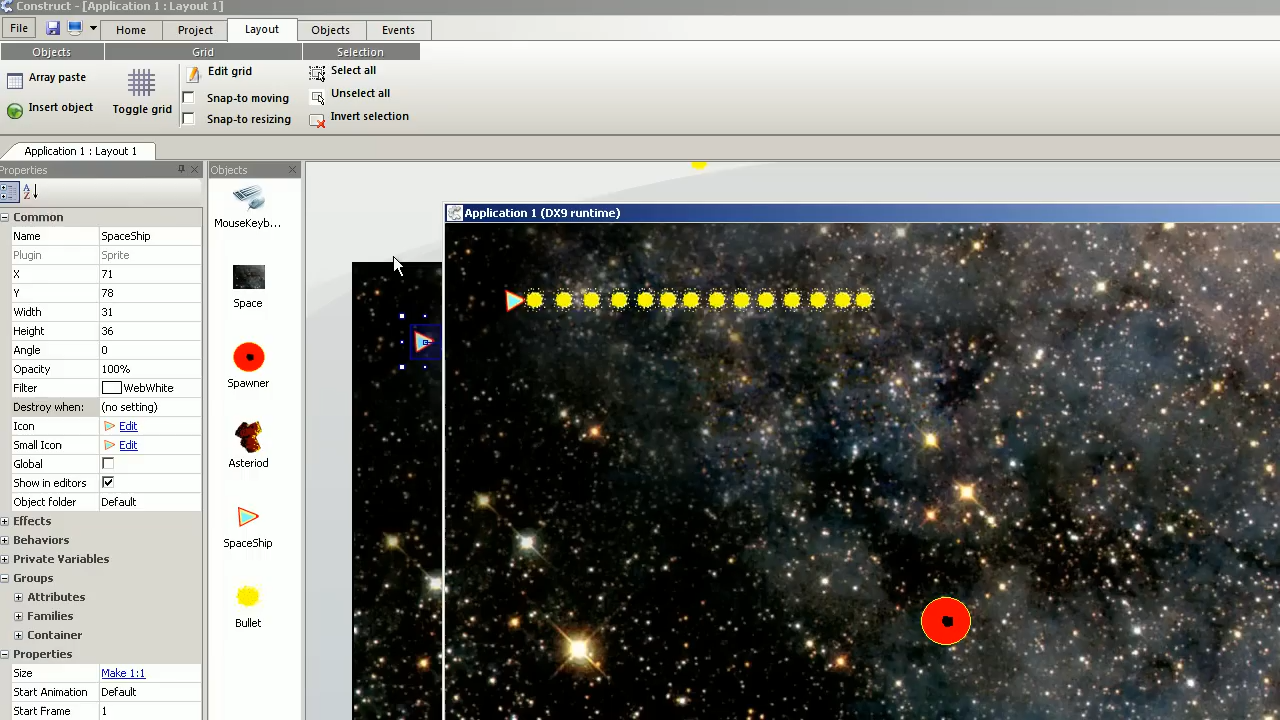 Construct - [Application 1 : Layout 1]
File
Home
Project
Layout
Objects
Events
Objects
Grid
Selection
Array paste
Insert object
Toggle grid
Edit grid
Snap-to moving
Snap-to resizing
Select all
Unselect all
Invert selection
Application 1 : Layout 1
Properties
Common
Name SpaceShip
Plugin Sprite
X 71
Y 78
Width 31
Height 36
Angle 0
Opacity 100%
Filter WebWhite
Destroy when: (no setting)
Icon Edit
Small Icon Edit
Global
Show in editors
Object folder Default
Effects
Behaviors
Private Variables
Groups
Attributes
Families
Container
Properties
Size Make 1:1
Start Animation Default
Start Frame 1
Objects
MouseKeyb...
Space
Spawner
Asteriod
SpaceShip
Bullet
Application 1 (DX9 runtime)